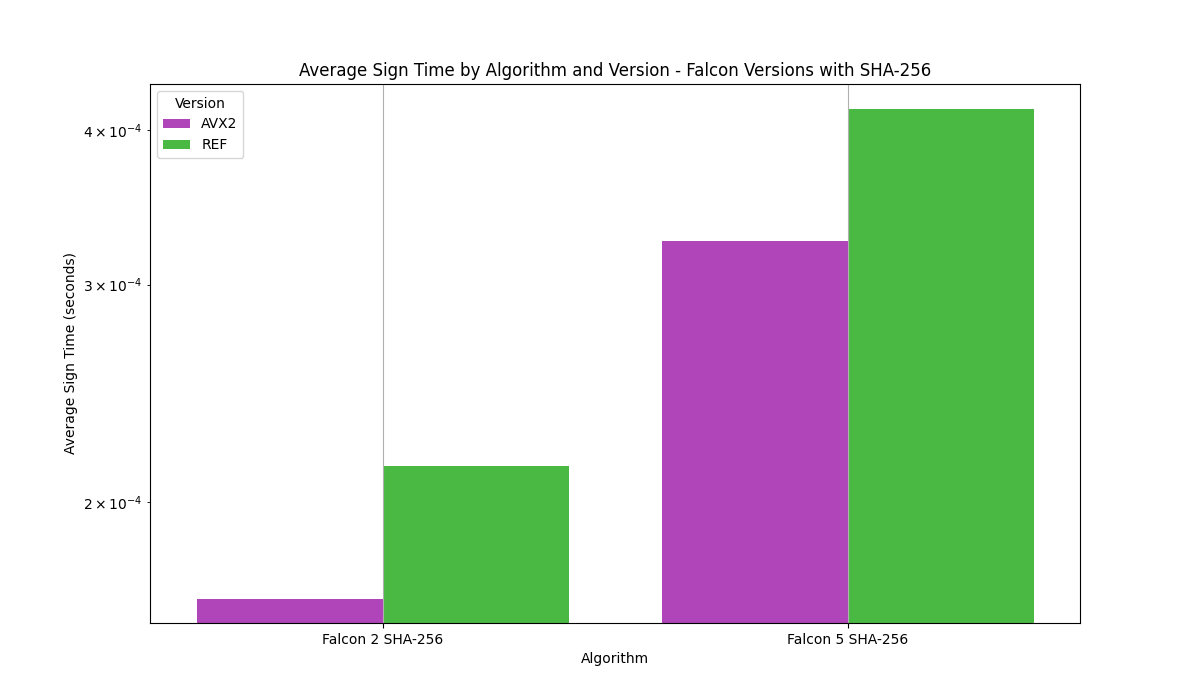 Average Sign Time by Algorithm and Version - Falcon Versions with SHA-256
Version
AVX2
REF
4 × 10⁻⁴
3 × 10⁻⁴
2 × 10⁻⁴
Average Sign Time (seconds)
Falcon 2 SHA-256
Falcon 5 SHA-256
Algorithm